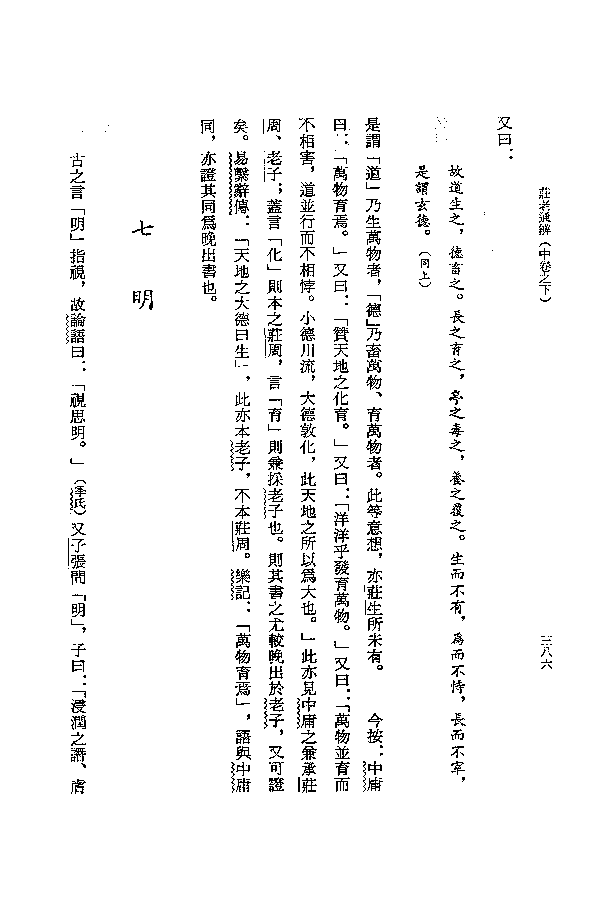 莊老通辨（中卷之下）
三八六
又曰：
故道生之，德畜之。長之育之，亭之毒之，養之覆之。生而不有，爲而不恃，長而不宰，
是謂玄德。（同上）
是謂「道」乃生萬物者，「德」乃畜萬物、育萬物者。此等意想，亦莊生所未有。　今按：中庸
曰：「萬物育焉。」又曰：「贊天地之化育。」又曰：「洋洋乎發育萬物。」又曰：「萬物並育而
不相害，道並行而不相悖。小德川流，大德敦化，此天地之所以爲大也。」此亦見中庸之兼承莊
周、老子；蓋言「化」則本之莊周，言「育」則兼採老子也。則其書之尤較晚出於老子，又可證
矣。易繫辭傳：「天地之大德曰生」，此亦本老子，不本莊周。樂記：「萬物育焉」，語與中庸
同，亦證其同爲晚出書也。
七　明
古之言「明」指視，故論語曰：「視思明。」（季氏）又子張問「明」，子曰：「浸潤之譖、膚